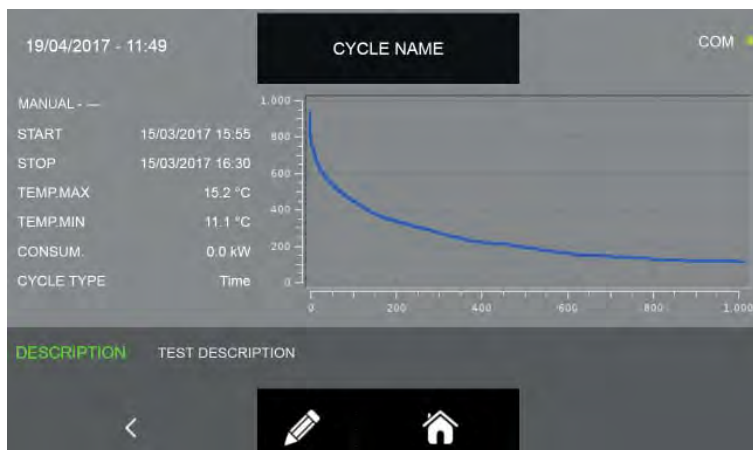 19/04/2017 - 11:49
CYCLE NAME
COM
MANUAL - ---
START 15/03/2017 15:55
STOP 15/03/2017 16:30
TEMP.MAX 15.2 °C
TEMP.MIN 11.1 °C
CONSUM. 0.0 kW
CYCLE TYPE Time
1.000
800
600
400
200
0
0 200 400 600 800 1.000
DESCRIPTION TEST DESCRIPTION